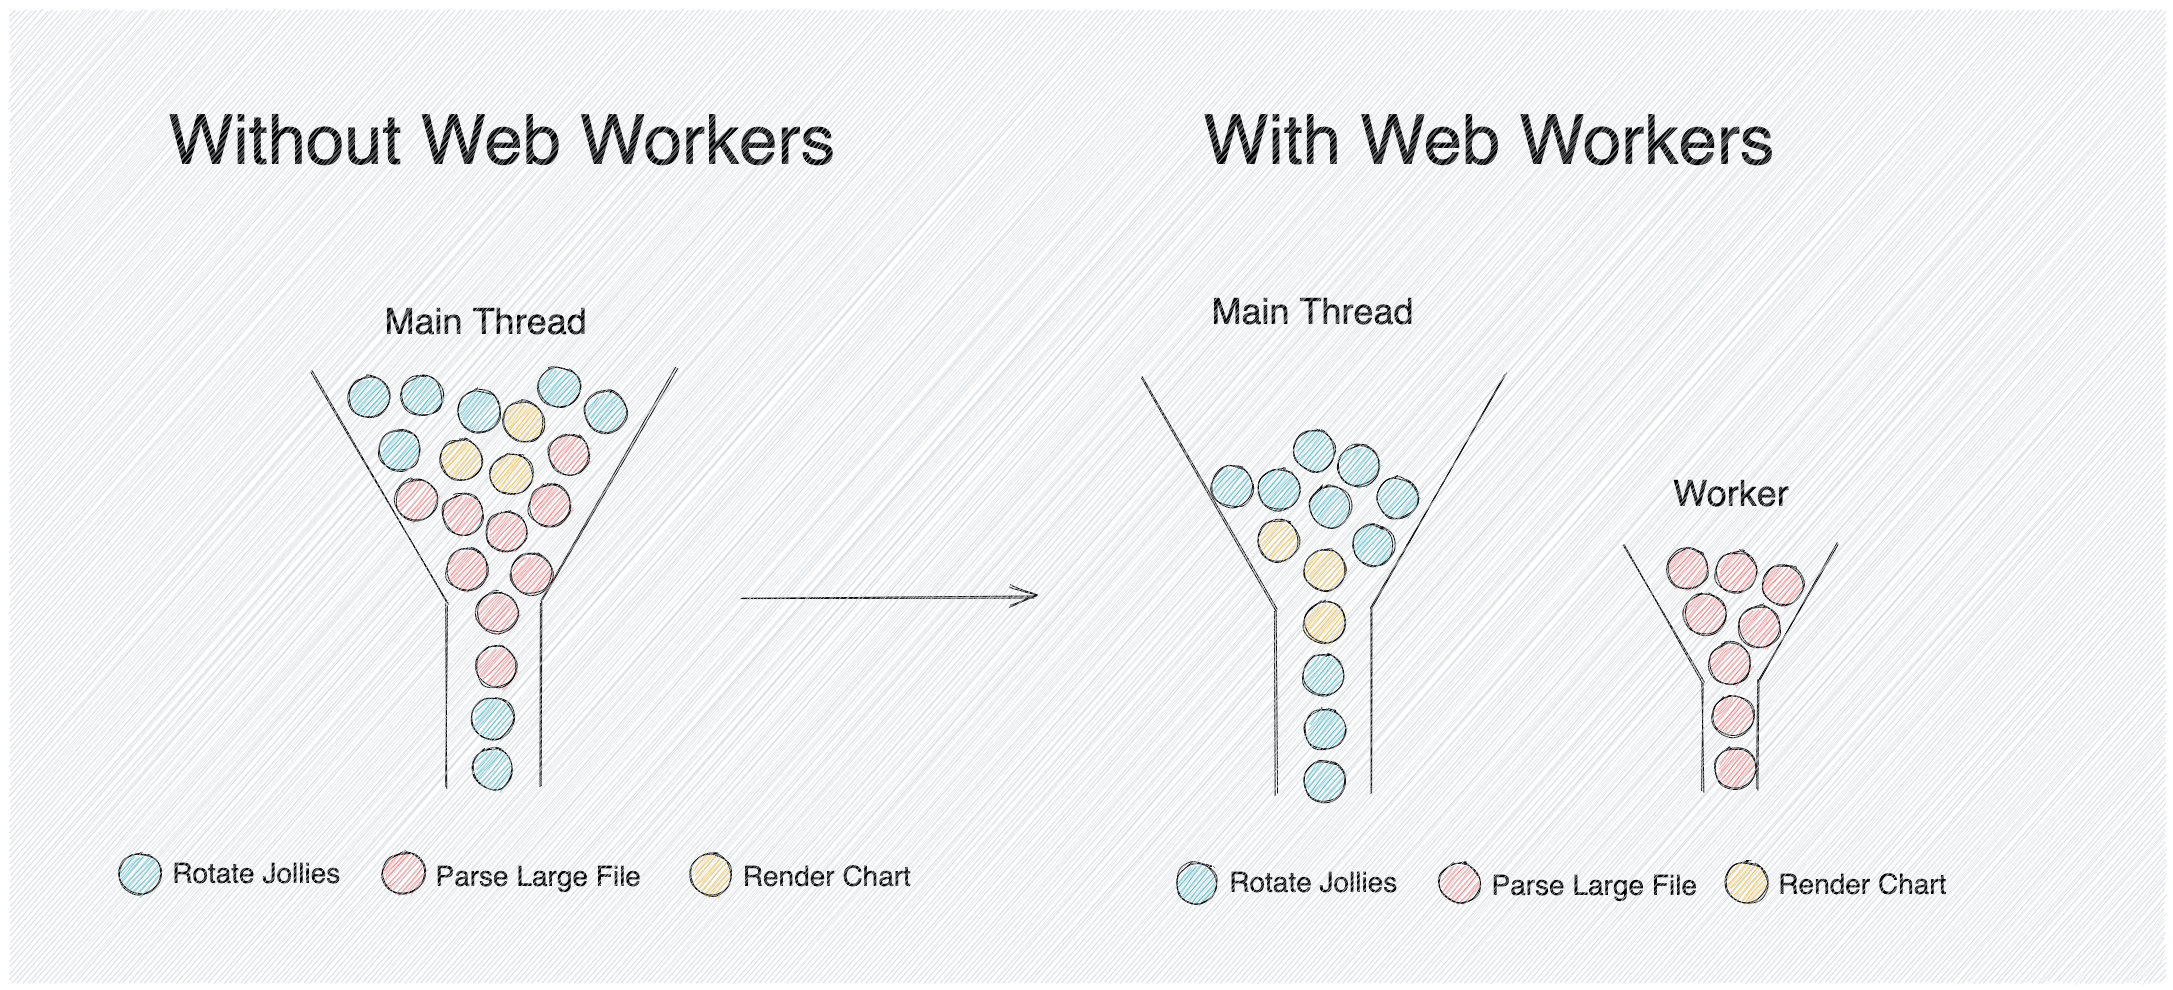 Without Web Workers
With Web Workers
Main Thread
Main Thread
Worker
Rotate Jollies
Parse Large File
Render Chart
Rotate Jollies
Parse Large File
Render Chart